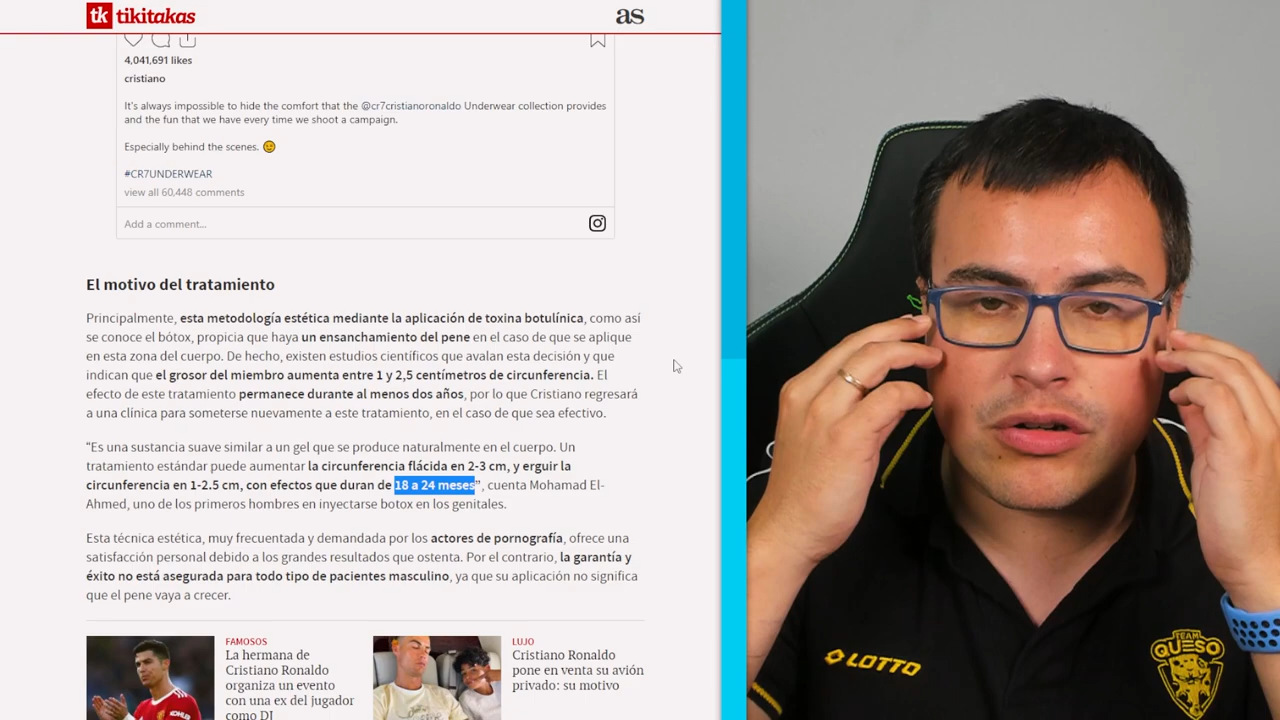 tk tikitakas
as
4,041,691 likes
cristiano
It's always impossible to hide the comfort that the @cr7cristianoronaldo Underwear collection provides
and the fun that we have every time we shoot a campaign.
Especially behind the scenes. 😉
#CR7UNDERWEAR
view all 60,448 comments
Add a comment...
El motivo del tratamiento
Principalmente, esta metodología estética mediante la aplicación de toxina botulínica, como así
se conoce el bótox, propicia que haya un ensanchamiento del pene en el caso de que se aplique
en esta zona del cuerpo. De hecho, existen estudios científicos que avalan esta decisión y que
indican que el grosor del miembro aumenta entre 1 y 2,5 centímetros de circunferencia. El
efecto de este tratamiento permanece durante al menos dos años, por lo que Cristiano regresará
a una clínica para someterse nuevamente a este tratamiento, en el caso de que sea efectivo.
“Es una sustancia suave similar a un gel que se produce naturalmente en el cuerpo. Un
tratamiento estándar puede aumentar la circunferencia flácida en 2-3 cm, y erguir la
circunferencia en 1-2.5 cm, con efectos que duran de 18 a 24 meses”, cuenta Mohamad El-
Ahmed, uno de los primeros hombres en inyectarse botox en los genitales.
Esta técnica estética, muy frecuentada y demandada por los actores de pornografía, ofrece una
satisfacción personal debido a los grandes resultados que ostenta. Por el contrario, la garantía y
éxito no está asegurada para todo tipo de pacientes masculino, ya que su aplicación no significa
que el pene vaya a crecer.
FAMOSOS
La hermana de
Cristiano Ronaldo
organiza un evento
con una ex del jugador
como DJ
KOHLER
LUJO
Cristiano Ronaldo
pone en venta su avión
privado: su motivo
LOTTO
TEAM
QUESO